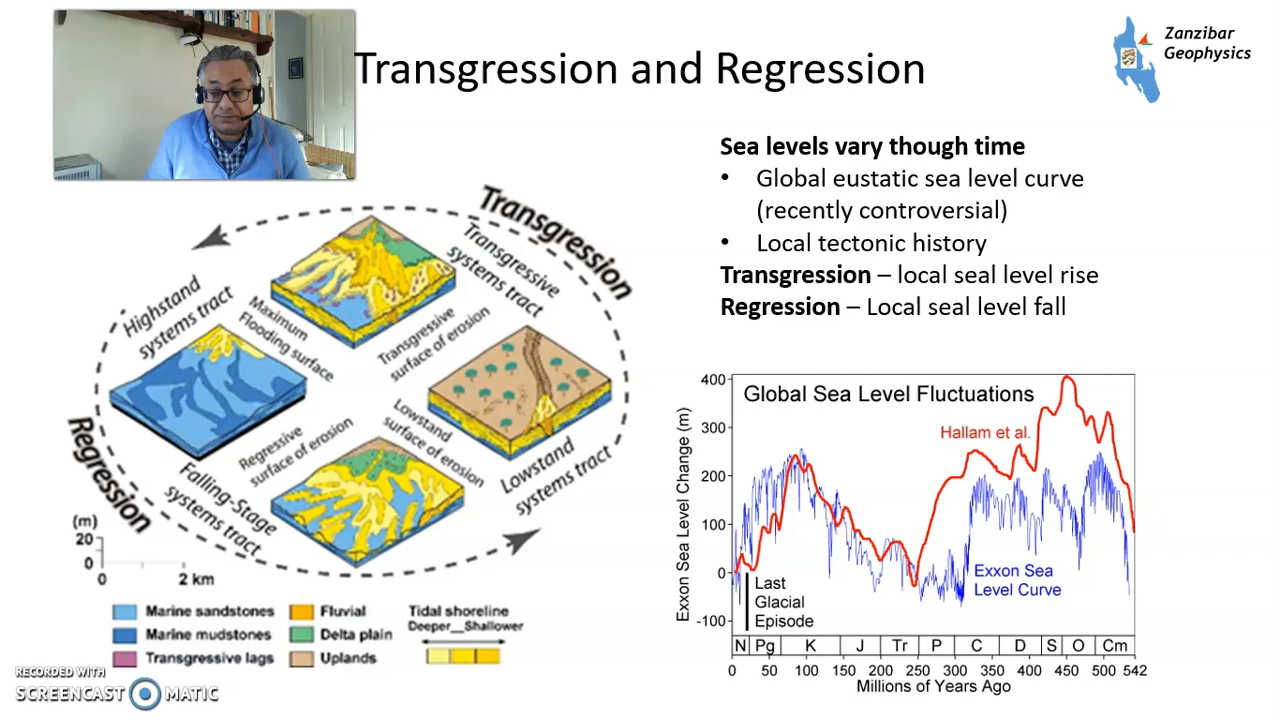 Transgression and Regression
Zanzibar
Geophysics
Sea levels vary though time
• Global eustatic sea level curve
(recently controversial)
• Local tectonic history
Transgression – local seal level rise
Regression – Local seal level fall
Transgression
Transgressive
systems tract
Highstand
systems tract
Maximum
Flooding surface
Transgressive
surface of erosion
Regressive
surface of erosion
Lowstand
surface of erosion
Lowstand
systems tract
Falling-Stage
systems tract
Regression
(m)
20
0
0 2 km
Marine sandstones
Marine mudstones
Transgressive lags
Fluvial
Delta plain
Uplands
Tidal shoreline
Deeper__Shallower
Global Sea Level Fluctuations
Hallam et al.
Exxon Sea
Level Curve
Last
Glacial
Episode
Exxon Sea Level Change (m)
400
300
200
100
0
-100
N Pg K J Tr P C D S O Cm
0 50 100 150 200 250 300 350 400 450 500 542
Millions of Years Ago
RECORDED WITH
SCREENCAST MATIC